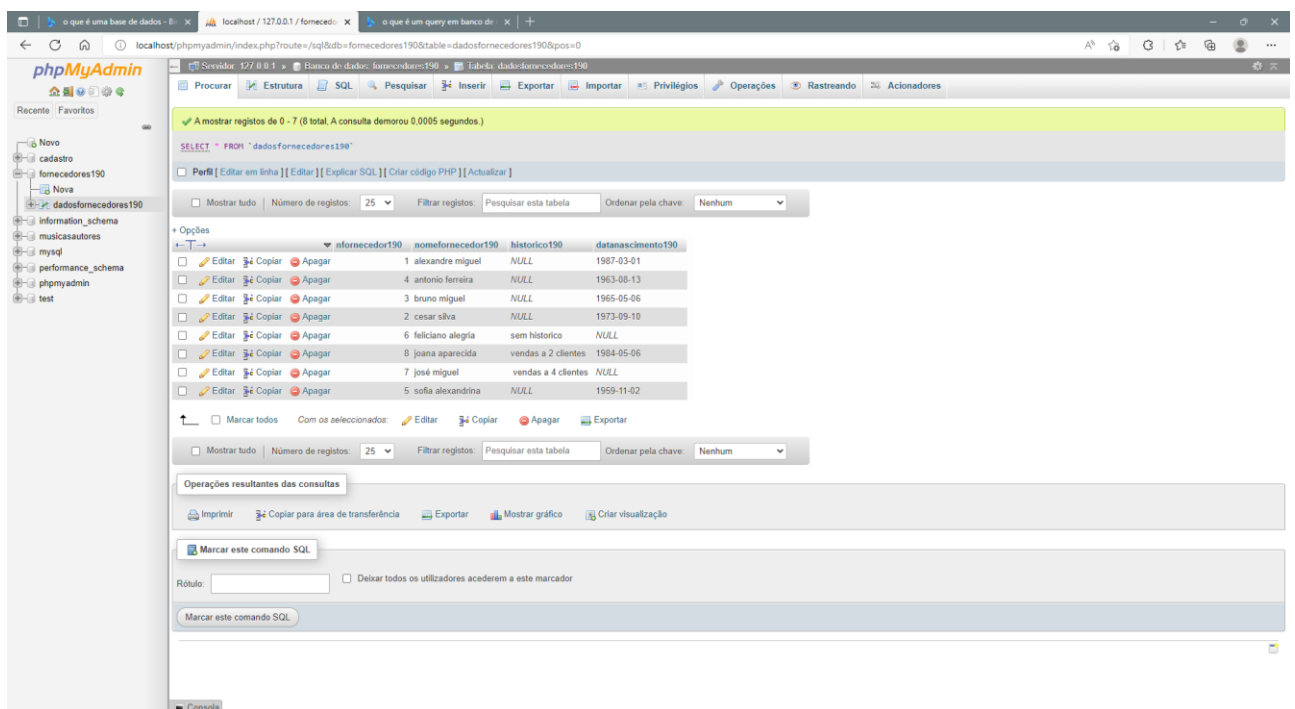 o que é uma base de dados - Bi
localhost / 127.0.0.1 / fornecedo
o que é um query em banco de
localhost/phpmyadmin/index.php?route=/sql&db=fornecedores190&table=dadosfornecedores190&pos=0
phpMyAdmin
Recente Favoritos
Novo
cadastro
fornecedores190
Nova
dadosfornecedores190
information_schema
musicasautores
mysql
performance_schema
phpmyadmin
test
Servidor: 127.0.0.1 » Banco de dados: fornecedores190 » Tabela: dadosfornecedores190
Procurar Estrutura SQL Pesquisar Inserir Exportar Importar Privilégios Operações Rastreando Acionadores
A mostrar registos de 0 - 7 (8 total, A consulta demorou 0,0005 segundos.)
SELECT * FROM `dadosfornecedores190`
Perfil [ Editar em linha ] [ Editar ] [ Explicar SQL ] [ Criar código PHP ] [ Actualizar ]
Mostrar tudo | Número de registos: 25 Filtrar registos: Pesquisar esta tabela Ordenar pela chave: Nenhum
+ Opções
nfornecedor190 nomefornecedor190 historico190 datanascimento190
Editar Copiar Apagar 1 alexandre miguel NULL 1987-03-01
Editar Copiar Apagar 4 antonio ferreira NULL 1963-08-13
Editar Copiar Apagar 3 bruno miguel NULL 1965-05-06
Editar Copiar Apagar 2 cesar silva NULL 1973-09-10
Editar Copiar Apagar 6 feliciano alegria sem historico NULL
Editar Copiar Apagar 8 joana aparecida vendas a 2 clientes 1984-05-06
Editar Copiar Apagar 7 josé miguel vendas a 4 clientes NULL
Editar Copiar Apagar 5 sofia alexandrina NULL 1959-11-02
Marcar todos Com os seleccionados: Editar Copiar Apagar Exportar
Mostrar tudo | Número de registos: 25 Filtrar registos: Pesquisar esta tabela Ordenar pela chave: Nenhum
Operações resultantes das consultas
Imprimir Copiar para área de transferência Exportar Mostrar gráfico Criar visualização
Marcar este comando SQL
Rótulo: Deixar todos os utilizadores acederem a este marcador
Marcar este comando SQL
Consola